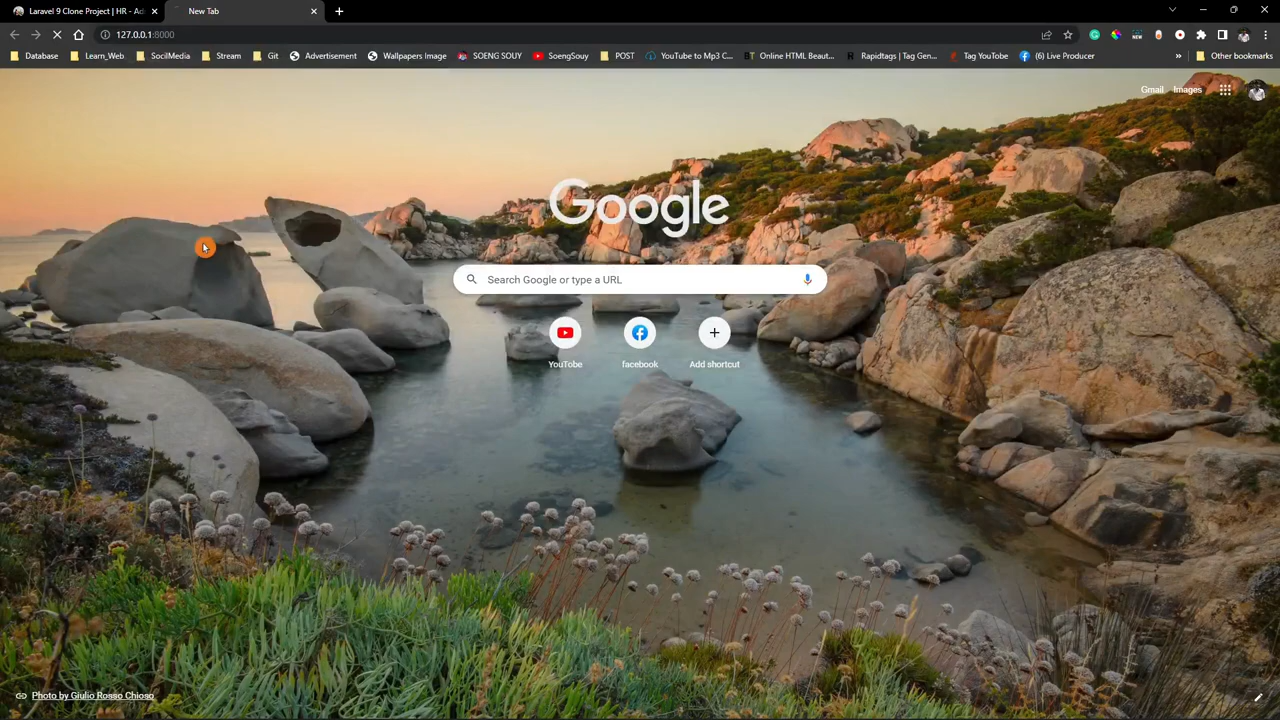 Laravel 9 Clone Project | HR - Ad
New Tab
127.0.0.1:8000
Database
Learn_Web
SocilMedia
Stream
Git
Advertisement
Wallpapers Image
SOENG SOUY
SoengSouy
POST
YouTube to Mp3 C...
Online HTML Beaut...
Rapidtags | Tag Gen...
Tag YouTube
(6) Live Producer
»
Other bookmarks
Gmail
Images
Google
Search Google or type a URL
YouTube
facebook
Add shortcut
Photo by Giulio Rosso Chioso